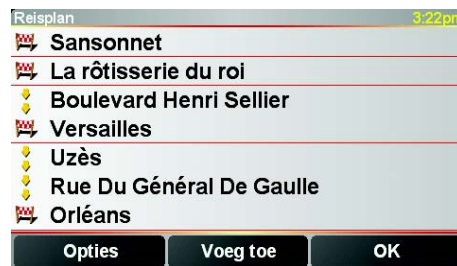 Reisplan 3:22pm
Sansonnet
La rôtisserie du roi
Boulevard Henri Sellier
Versailles
Uzès
Rue Du Général De Gaulle
Orléans
Opties Voeg toe OK